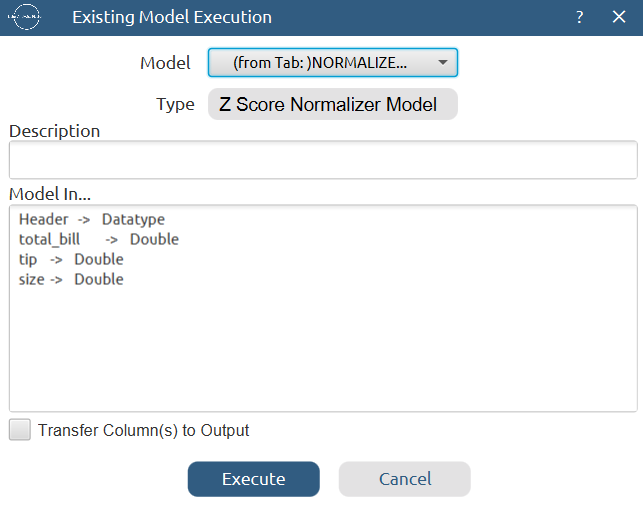 Existing Model Execution ?
Model (from Tab: )NORMALIZE...
Type Z Score Normalizer Model
Description
Model In...
Header -> Datatype
total_bill -> Double
tip -> Double
size -> Double
Transfer Column(s) to Output
Execute Cancel